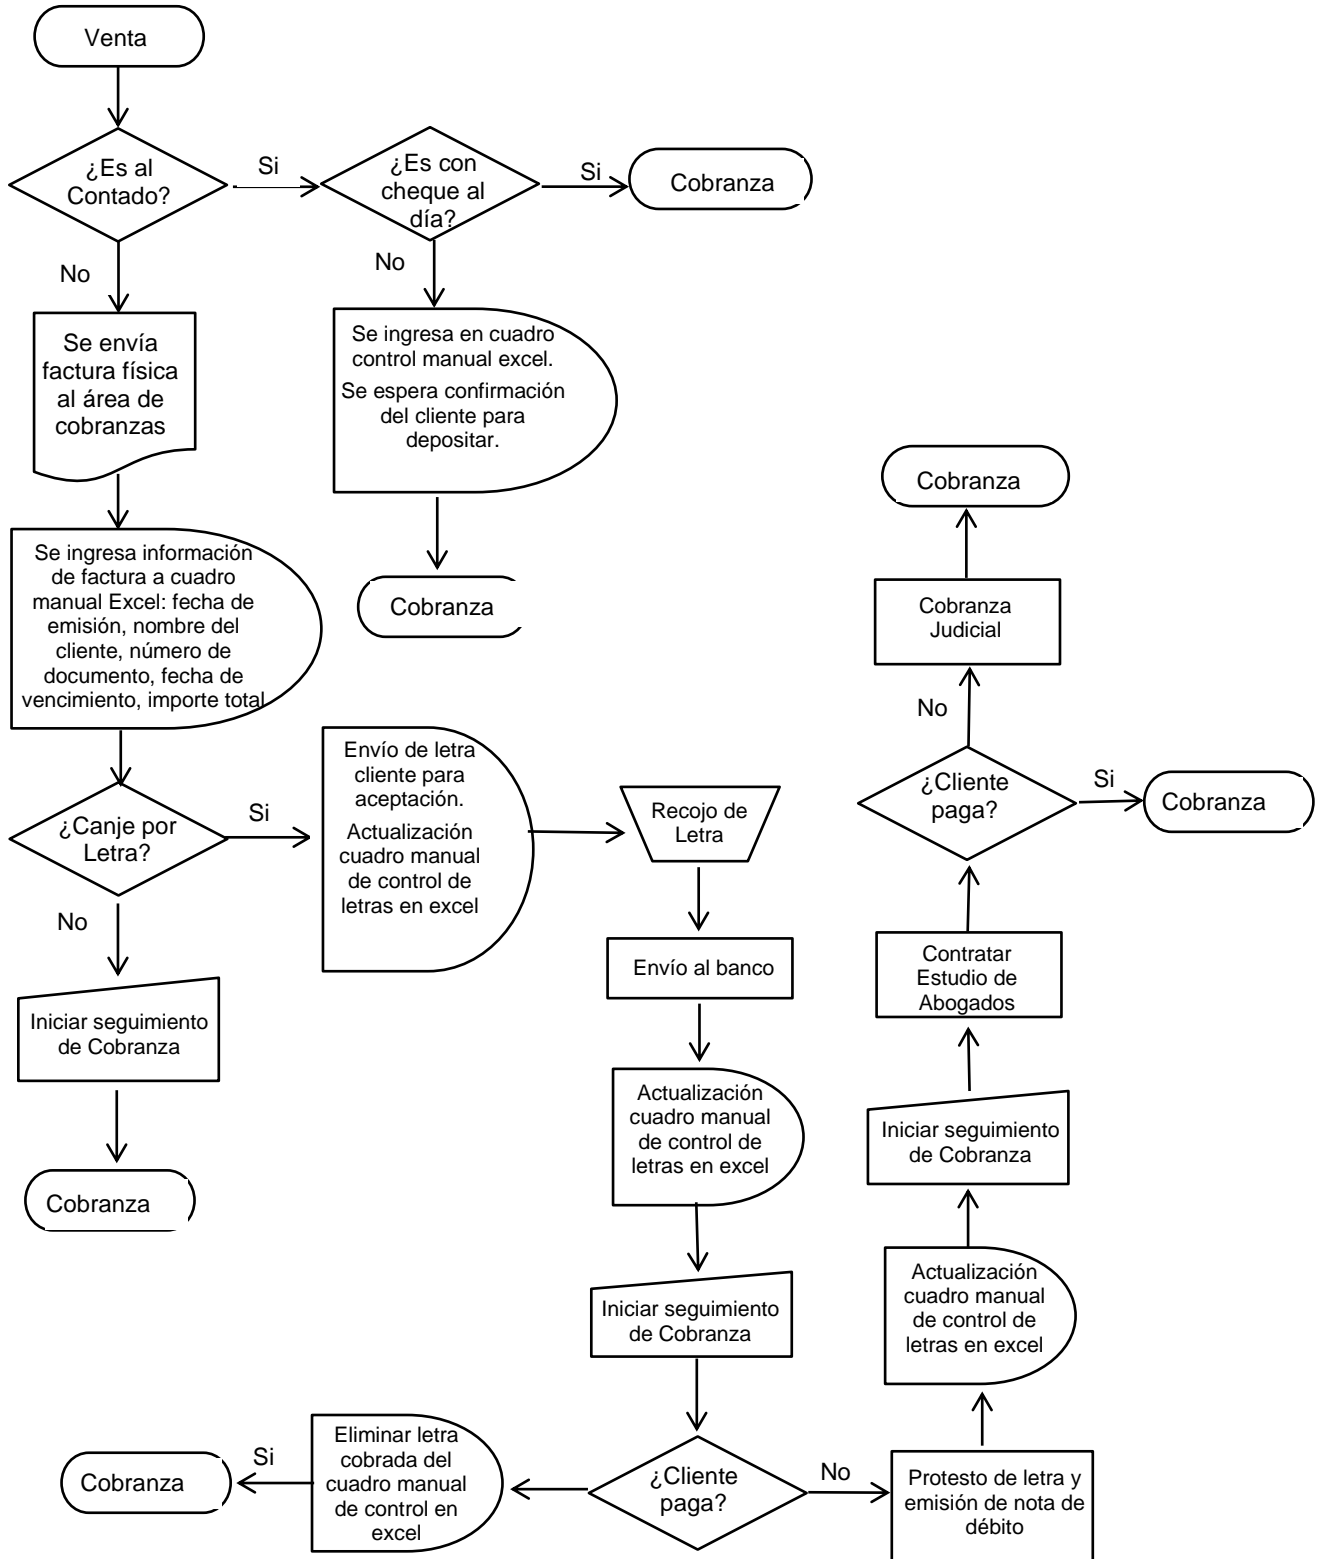 Venta
¿Es al
Contado?
Si
¿Es con
cheque al
día?
Si
Cobranza
No
No
Se envía
factura física
al área de
cobranzas
Se ingresa en cuadro
control manual excel.
Se espera confirmación
del cliente para
depositar.
Cobranza
Se ingresa información
de factura a cuadro
manual Excel: fecha de
emisión, nombre del
cliente, número de
documento, fecha de
vencimiento, importe total
¿Canje por
Letra?
Si
No
Iniciar seguimiento
de Cobranza
Cobranza
Envío de letra
cliente para
aceptación.
Actualización
cuadro manual
de control de
letras en excel
Recojo de
Letra
Envío al banco
Actualización
cuadro manual
de control de
letras en excel
Iniciar seguimiento
de Cobranza
¿Cliente
paga?
Si
Eliminar letra
cobrada del
cuadro manual
de control en
excel
Cobranza
No
Protesto de letra y
emisión de nota de
débito
Actualización
cuadro manual
de control de
letras en excel
Iniciar seguimiento
de Cobranza
Contratar
Estudio de
Abogados
¿Cliente
paga?
Si
Cobranza
No
Cobranza
Judicial
Cobranza